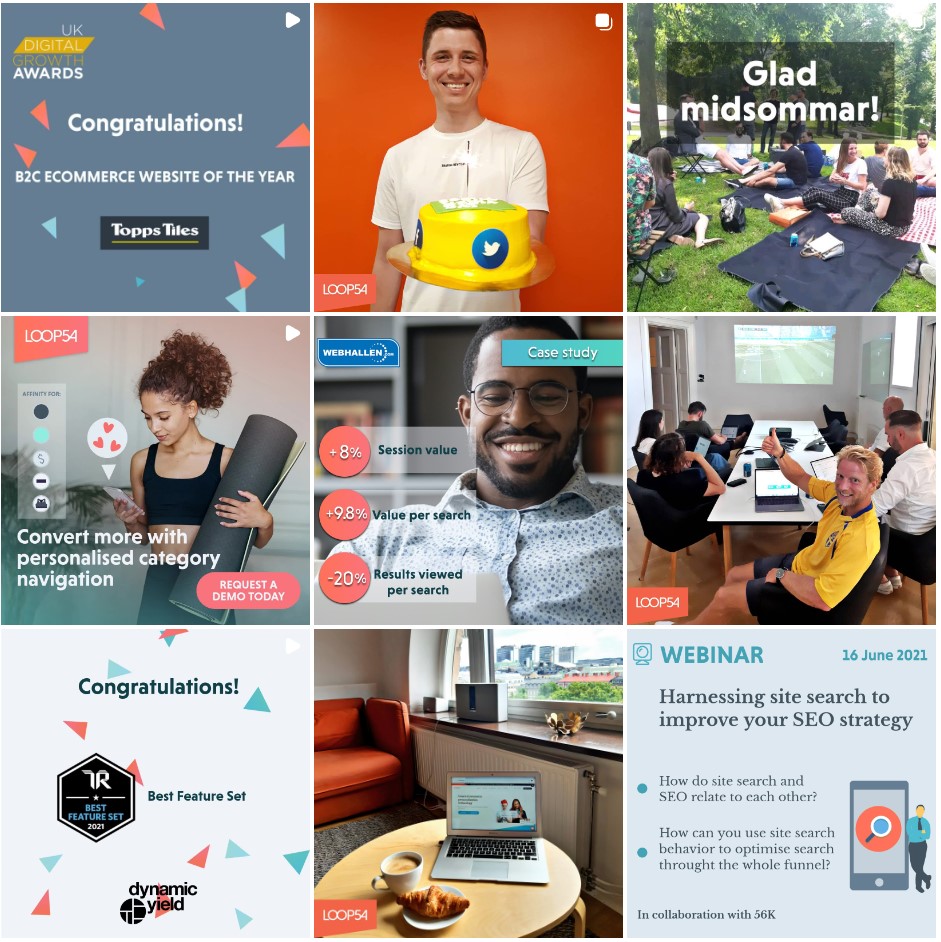 UK
DIGITAL
GROWTH
AWARDS
Congratulations!
B2C ECOMMERCE WEBSITE OF THE YEAR
Topps Tiles
LOOP54
Glad
midsommar!
LOOP54
AFFINITY FOR:
$
Convert more with
personalised category
navigation
REQUEST A
DEMO TODAY
WEBHALLEN.com
Case study
+8%
Session value
+9.8%
Value per search
-20%
Results viewed
per search
LOOP54
Congratulations!
TR
BEST
FEATURE SET
2021
Best Feature Set
dynamic
yield
LOOP54
WEBINAR
16 June 2021
Harnessing site search to
improve your SEO strategy
How do site search and
SEO relate to each other?
How can you use site search
behavior to optimise search
throught the whole funnel?
In collaboration with 56K